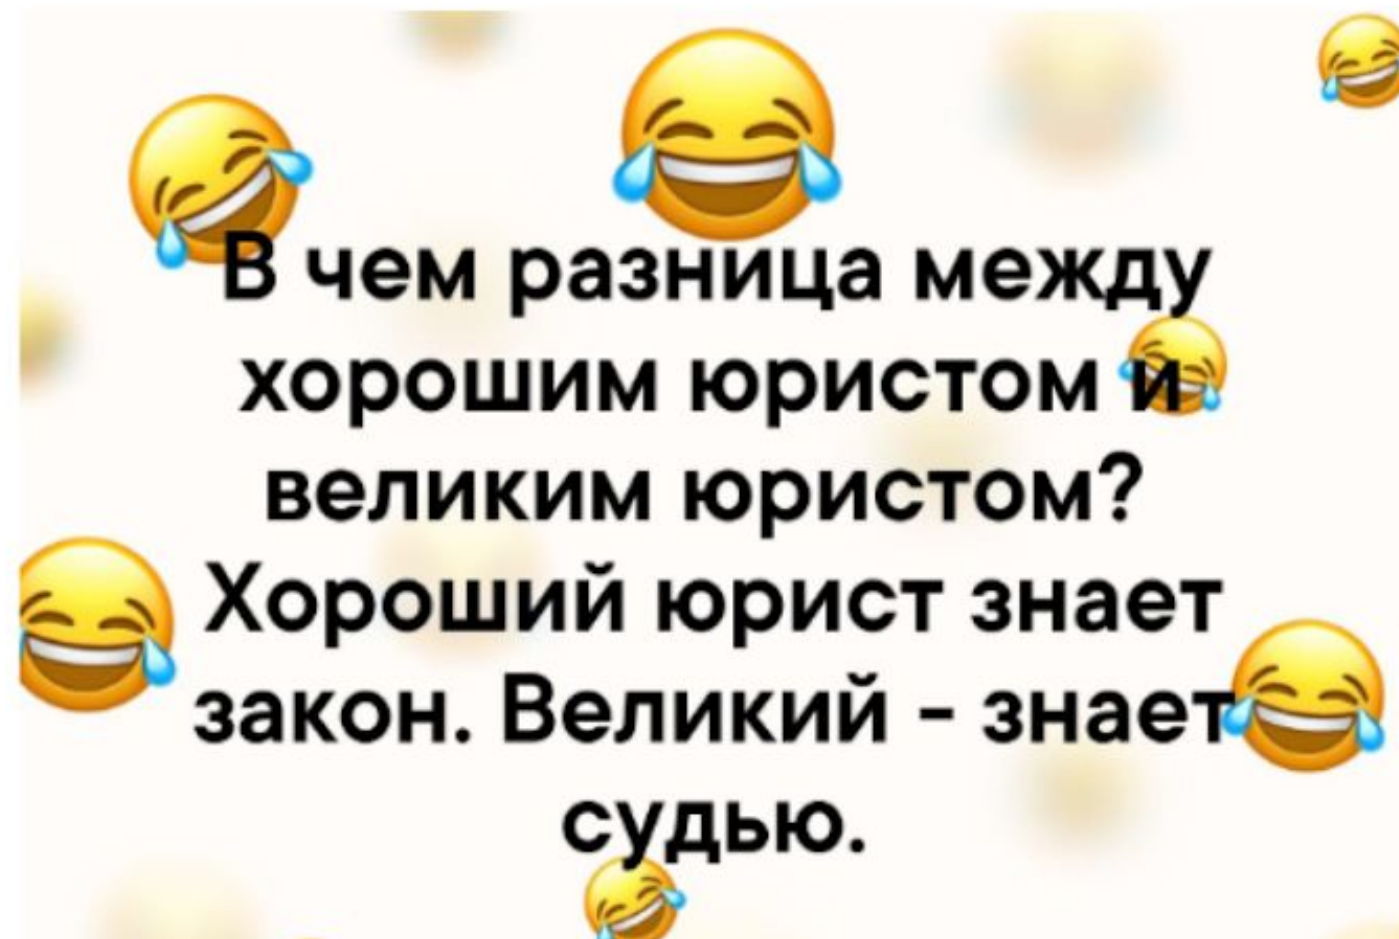 В чем разница между
хорошим юристом и
великим юристом?
Хороший юрист знает
закон. Великий - знает
судью.